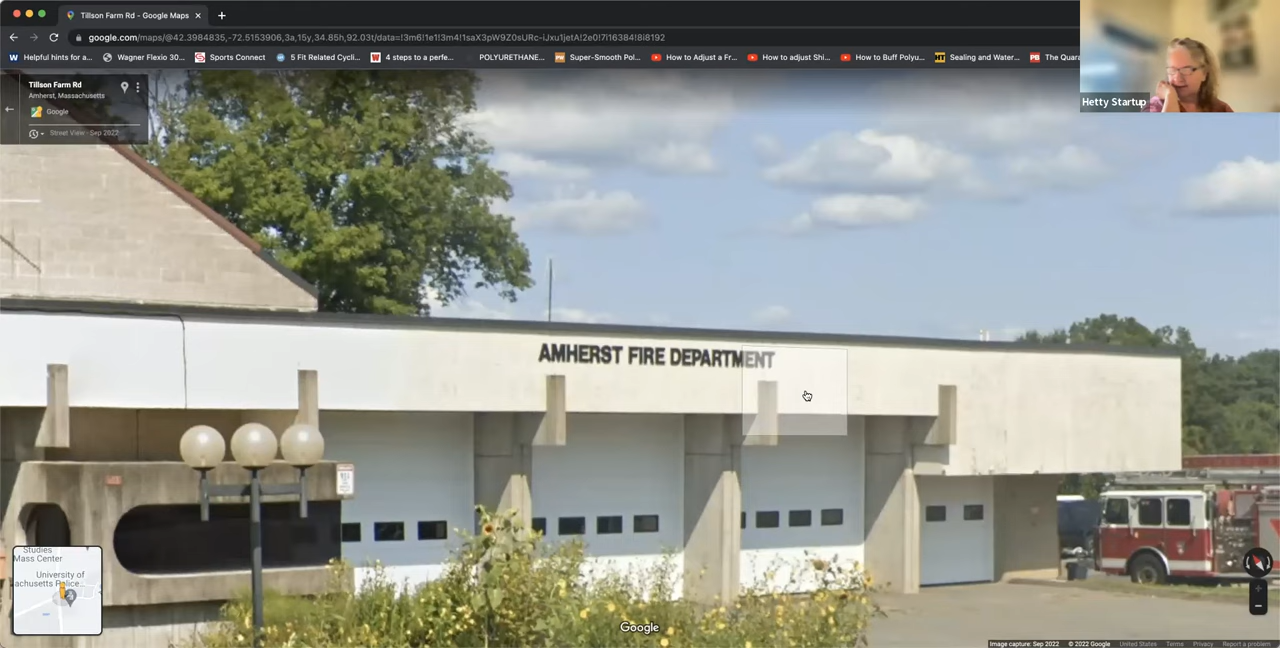 Tillson Farm Rd - Google Maps
google.com/maps/@42.3984835,-72.5153906,3a,15y,34.85h,92.03t/data=!3m6!1e1!3m4!1saX3pW9Z0sURc-iJxu1jetA!2e0!7i16384!8i8192
Helpful hints for a...
Wagner Flexio 30...
Sports Connect
5 Fit Related Cycli...
4 steps to a perfe...
POLYURETHANE...
Super-Smooth Pol...
How to Adjust a Fr...
How to adjust Shi...
How to Buff Polyu...
Sealing and Water...
The Quara
Hetty Startup
Tillson Farm Rd
Amherst, Massachusetts
Google
Street View - Sep 2022
AMHERST FIRE DEPARTMENT
Studies
Mass Center
University of
achusetts Police
Google
Image capture: Sep 2022 © 2022 Google United States Terms Privacy Report a problem